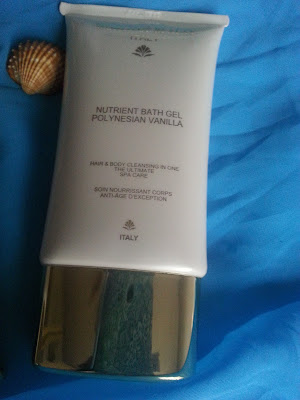 NUTRIENT BATH GEL
POLYNESIAN VANILLA
HAIR & BODY CLEANSING IN ONE
THE ULTIMATE
SPA CARE
SOIN NOURRISSANT CORPS
ANTI-ÂGE D'EXCEPTION
ITALY